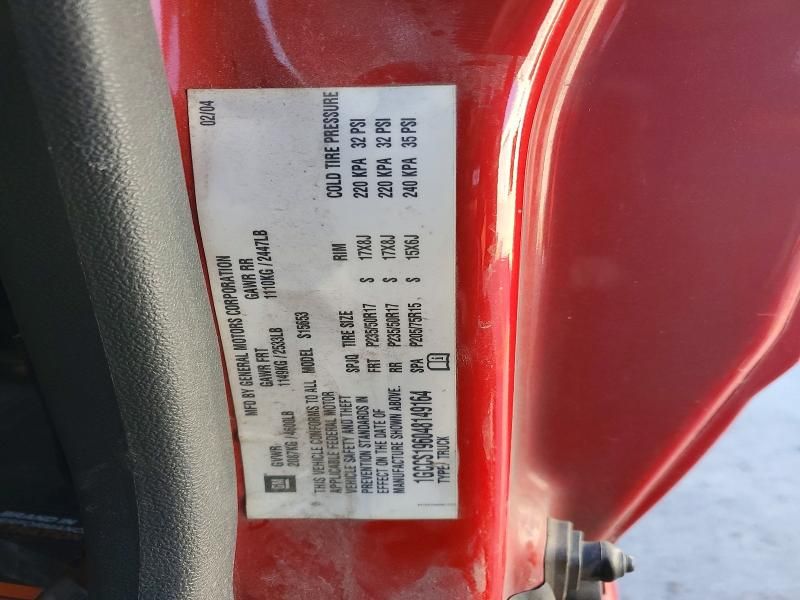 MFD BY GENERAL MOTORS CORPORATION 02/04
GM GVWR GAWR FRT GAWR RR
2087KG / 4600LB 1149KG / 2533LB 1110KG / 2447LB
THIS VEHICLE CONFORMS TO ALL
APPLICABLE FEDERAL MOTOR
VEHICLE SAFETY AND THEFT
PREVENTION STANDARDS IN
EFFECT ON THE DATE OF
MANUFACTURE SHOWN ABOVE.
1GCCS196048149164
TYPE: TRUCK
MODEL S15653
SPJQ TIRE SIZE RIM COLD TIRE PRESSURE
FRT P235/50R17 S 17X8J 220 KPA 32 PSI
RR P235/50R17 S 17X8J 220 KPA 32 PSI
SPA P205/75R15 S 15X6J 240 KPA 35 PSI